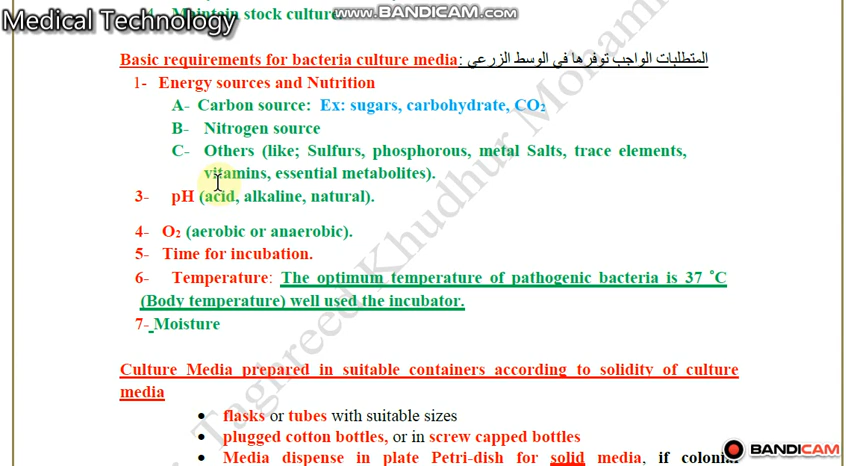 4- Maintain stock culture
www.BANDICAM.com
Medical Technology
Basic requirements for bacteria culture media: المتطلبات الواجب توفرها في الوسط الزرعي
1- Energy sources and Nutrition
A- Carbon source: Ex: sugars, carbohydrate, CO2
B- Nitrogen source
C- Others (like; Sulfurs, phosphorous, metal Salts, trace elements,
vitamins, essential metabolites).
3- pH (acid, alkaline, natural).
4- O2 (aerobic or anaerobic).
5- Time for incubation.
6- Temperature: The optimum temperature of pathogenic bacteria is 37 °C
(Body temperature) well used the incubator.
7- Moisture
Culture Media prepared in suitable containers according to solidity of culture
media
• flasks or tubes with suitable sizes
• plugged cotton bottles, or in screw capped bottles
• Media dispense in plate Petri-dish for solid media, if
BANDICAM
Taghreed Khudhur Moham